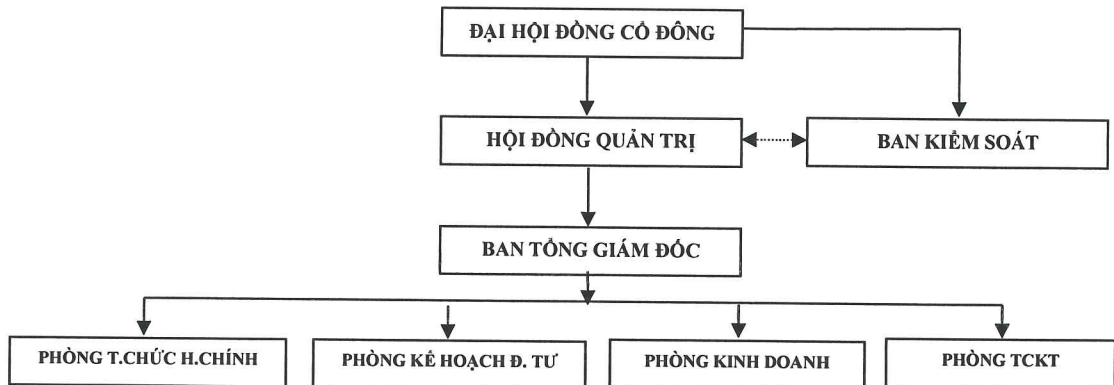 ĐẠI HỘI ĐỒNG CỔ ĐÔNG
HỘI ĐỒNG QUẢN TRỊ
BAN KIỂM SOÁT
BAN TỔNG GIÁM ĐỐC
PHÒNG T.CHỨC H.CHÍNH
PHÒNG KẾ HOẠCH Đ. TƯ
PHÒNG KINH DOANH
PHÒNG TCKT